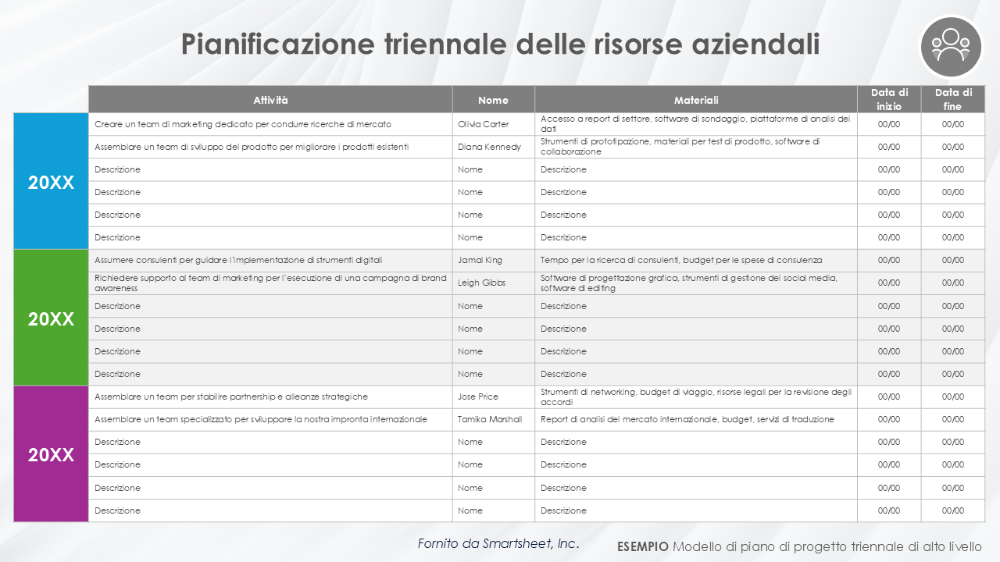 Pianificazione triennale delle risorse aziendali
Attività Nome Materiali Data di inizio Data di fine
20XX
Creare un team di marketing dedicato per condurre ricerche di mercato Olivia Carter Accesso a report di settore, software di sondaggio, piattaforme di analisi dei dati 00/00 00/00
Assemblare un team di sviluppo del prodotto per migliorare i prodotti esistenti Diana Kennedy Strumenti di prototipazione, materiali per test di prodotto, software di collaborazione 00/00 00/00
Descrizione Nome Descrizione 00/00 00/00
Descrizione Nome Descrizione 00/00 00/00
Descrizione Nome Descrizione 00/00 00/00
Descrizione Nome Descrizione 00/00 00/00
20XX
Assumere consulenti per guidare l'implementazione di strumenti digitali Jamal King Tempo per la ricerca di consulenti, budget per le spese di consulenza 00/00 00/00
Richiedere supporto al team di marketing per l'esecuzione di una campagna di brand awareness Leigh Gibbs Software di progettazione grafica, strumenti di gestione dei social media, software di editing 00/00 00/00
Descrizione Nome Descrizione 00/00 00/00
Descrizione Nome Descrizione 00/00 00/00
Descrizione Nome Descrizione 00/00 00/00
Descrizione Nome Descrizione 00/00 00/00
20XX
Assemblare un team per stabilire partnership e alleanze strategiche Jose Price Strumenti di networking, budget di viaggio, risorse legali per la revisione degli accordi 00/00 00/00
Assemblare un team specializzato per sviluppare la nostra impronta internazionale Tamika Marshall Report di analisi del mercato internazionale, budget, servizi di traduzione 00/00 00/00
Descrizione Nome Descrizione 00/00 00/00
Descrizione Nome Descrizione 00/00 00/00
Descrizione Nome Descrizione 00/00 00/00
Descrizione Nome Descrizione 00/00 00/00
Fornito da Smartsheet, Inc.
ESEMPIO Modello di piano di progetto triennale di alto livello